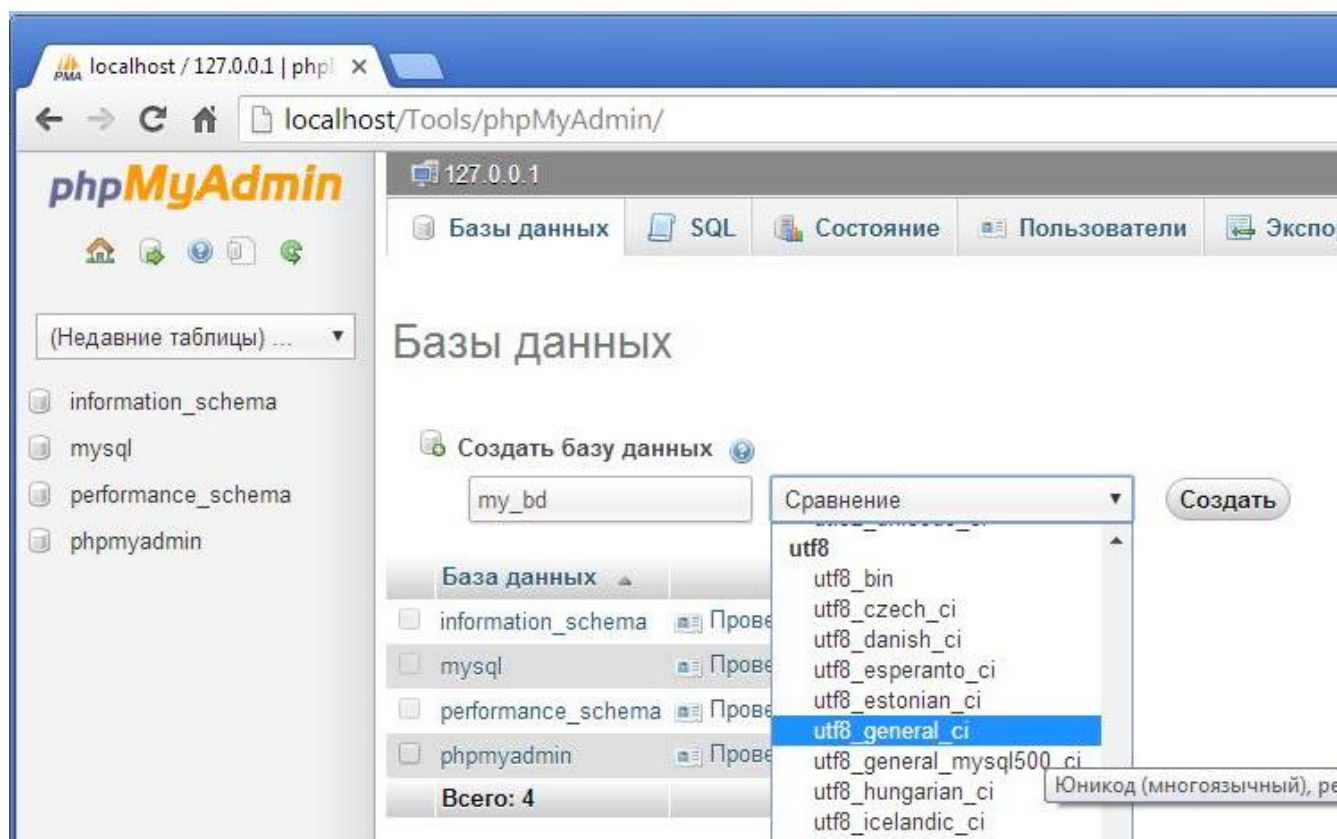 localhost / 127.0.0.1 | php
localhost/Tools/phpMyAdmin/
phpMyAdmin
127.0.0.1
Базы данных SQL Состояние Пользователи Экспо
(Недавние таблицы) ...
information_schema
mysql
performance_schema
phpmyadmin
Базы данных
Создать базу данных
my_bd Сравнение Создать
utf8
utf8_bin
utf8_czech_ci
utf8_danish_ci
utf8_esperanto_ci
utf8_estonian_ci
utf8_general_ci
utf8_general_mysql500_ci
utf8_hungarian_ci
utf8_icelandic_ci
Юникод (многоязычный), ре
База данных
information_schema Прове
mysql Прове
performance_schema Прове
phpmyadmin Прове
Всего: 4